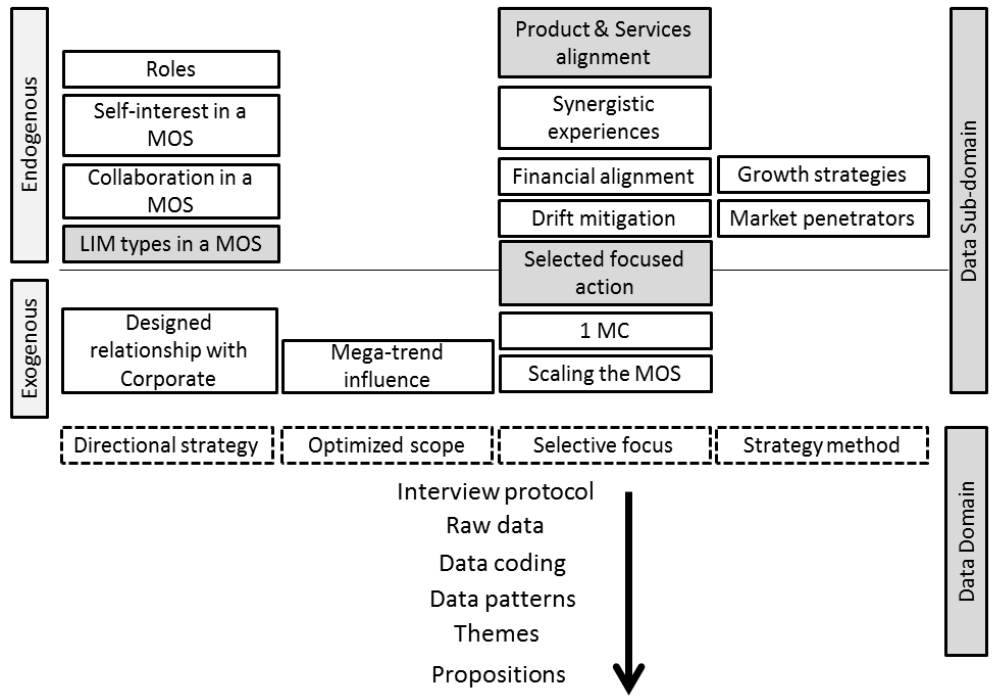 Endogenous
Roles
Self-interest in a
MOS
Collaboration in a
MOS
LIM types in a MOS
Product & Services
alignment
Synergistic
experiences
Financial alignment
Drift mitigation
Growth strategies
Market penetrators
Data Sub-domain
Exogenous
Designed
relationship with
Corporate
Mega-trend
influence
Selected focused
action
1 MC
Scaling the MOS
Directional strategy
Optimized scope
Selective focus
Strategy method
Data Domain
Interview protocol
Raw data
Data coding
Data patterns
Themes
Propositions